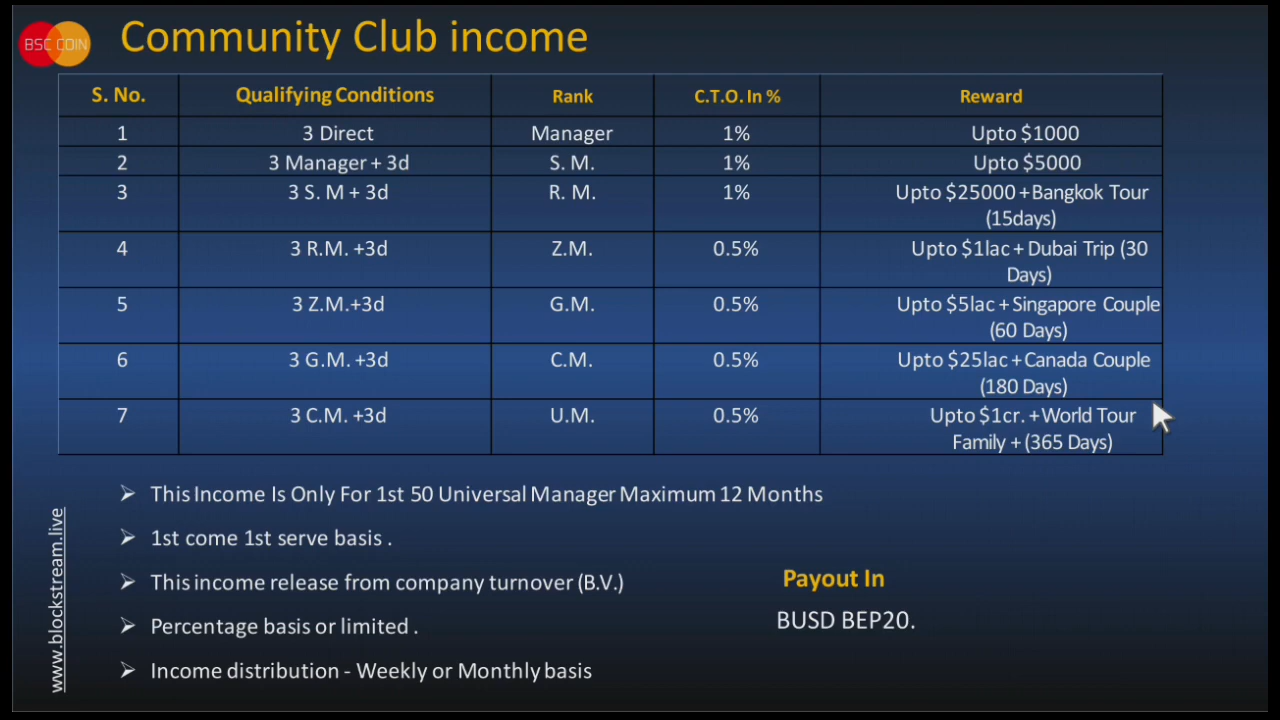 BSC COIN
Community Club income
S. No. Qualifying Conditions Rank C.T.O. In % Reward
1 3 Direct Manager 1% Upto $1000
2 3 Manager + 3d S. M. 1% Upto $5000
3 3 S. M + 3d R. M. 1% Upto $25000 +Bangkok Tour
(15days)
4 3 R.M. +3d Z.M. 0.5% Upto $1lac + Dubai Trip (30
Days)
5 3 Z.M.+3d G.M. 0.5% Upto $5lac + Singapore Couple
(60 Days)
6 3 G.M. +3d C.M. 0.5% Upto $25lac + Canada Couple
(180 Days)
7 3 C.M. +3d U.M. 0.5% Upto $1cr. +World Tour
Family + (365 Days)
➢ This Income Is Only For 1st 50 Universal Manager Maximum 12 Months
➢ 1st come 1st serve basis .
➢ This income release from company turnover (B.V.)
➢ Percentage basis or limited .
➢ Income distribution - Weekly or Monthly basis
Payout In
BUSD BEP20.
www.blockstream.live